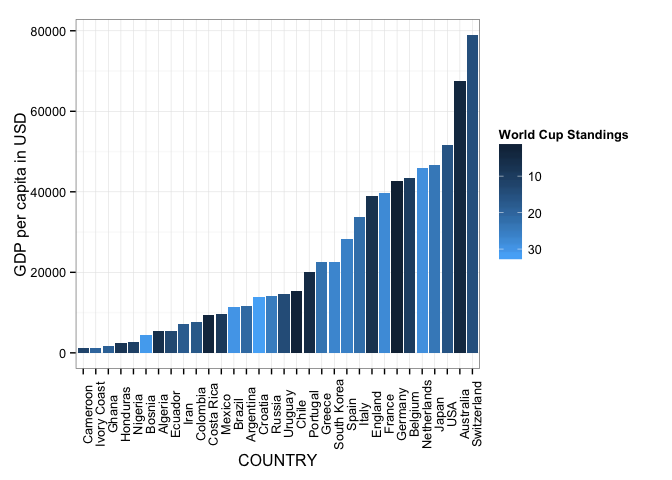 80000
60000
40000
20000
0
GDP per capita in USD
Cameroon
Ivory Coast
Ghana
Honduras
Nigeria
Bosnia
Algeria
Ecuador
Iran
Colombia
Costa Rica
Mexico
Brazil
Argentina
Croatia
Russia
Uruguay
Chile
Portugal
Greece
South Korea
Spain
Italy
England
France
Germany
Belgium
Netherlands
Japan
USA
Australia
Switzerland
COUNTRY
World Cup Standings
10
20
30